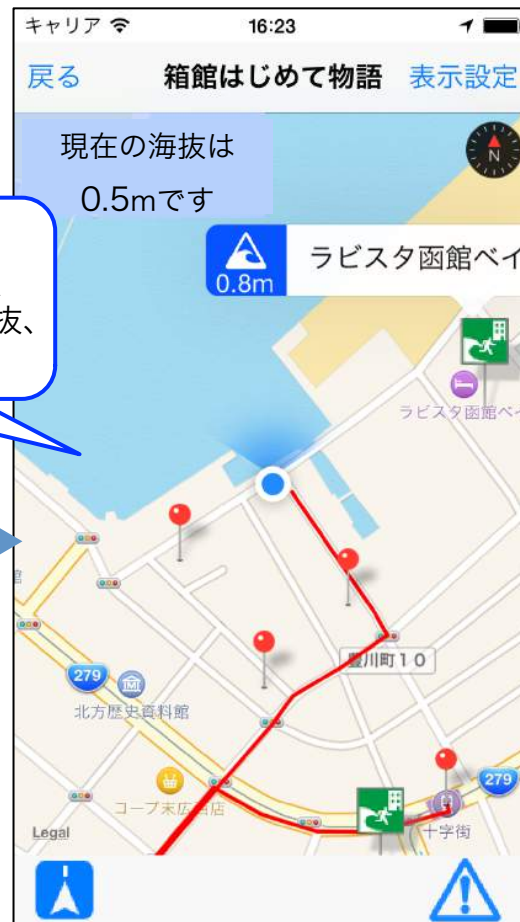 キャリア 16:23
戻る 箱館はじめて物語 表示設定
現在の海抜は
0.5mです
N
0.8m ラビスタ函館ベイ
抜、
ラビスタ函館ベイ
豊川町10
279
北方歴史資料館
279
コープ末広店
十字街
Legal